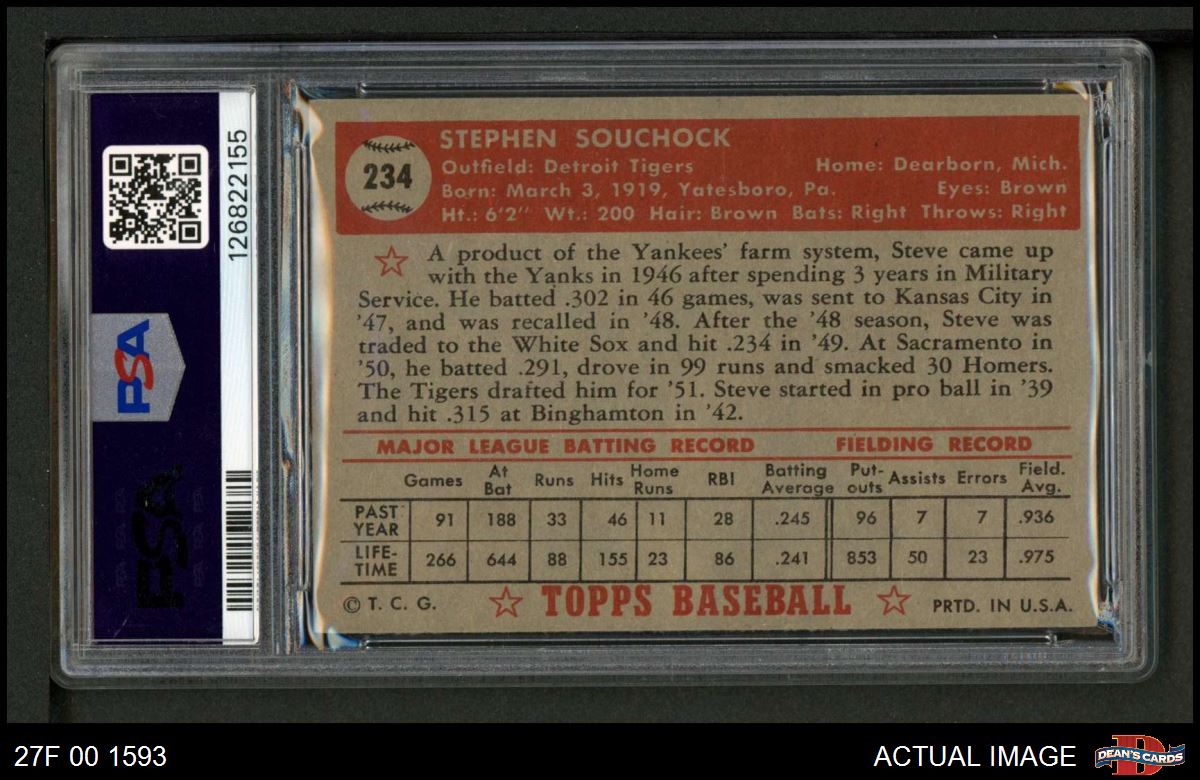 126822155
PSA
PSA
234
STEPHEN SOUCHOCK
Outfield: Detroit Tigers Home: Dearborn, Mich.
Born: March 3, 1919, Yatesboro, Pa. Eyes: Brown
Ht.: 6'2" Wt.: 200 Hair: Brown Bats: Right Throws: Right
A product of the Yankees' farm system, Steve came up
with the Yanks in 1946 after spending 3 years in Military
Service. He batted .302 in 46 games, was sent to Kansas City in
'47, and was recalled in '48. After the '48 season, Steve was
traded to the White Sox and hit .234 in '49. At Sacramento in
'50, he batted .291, drove in 99 runs and smacked 30 Homers.
The Tigers drafted him for '51. Steve started in pro ball in '39
and hit .315 at Binghamton in '42.
MAJOR LEAGUE BATTING RECORD FIELDING RECORD
Games At Bat Runs Hits Home Runs RBI Batting Average Put-outs Assists Errors Field. Avg.
PAST YEAR 91 188 33 46 11 28 .245 96 7 7 .936
LIFE-TIME 266 644 88 155 23 86 .241 853 50 23 .975
© T. C. G. TOPPS BASEBALL PRTD. IN U.S.A.
27F 00 1593 ACTUAL IMAGE DEAN'S CARDS